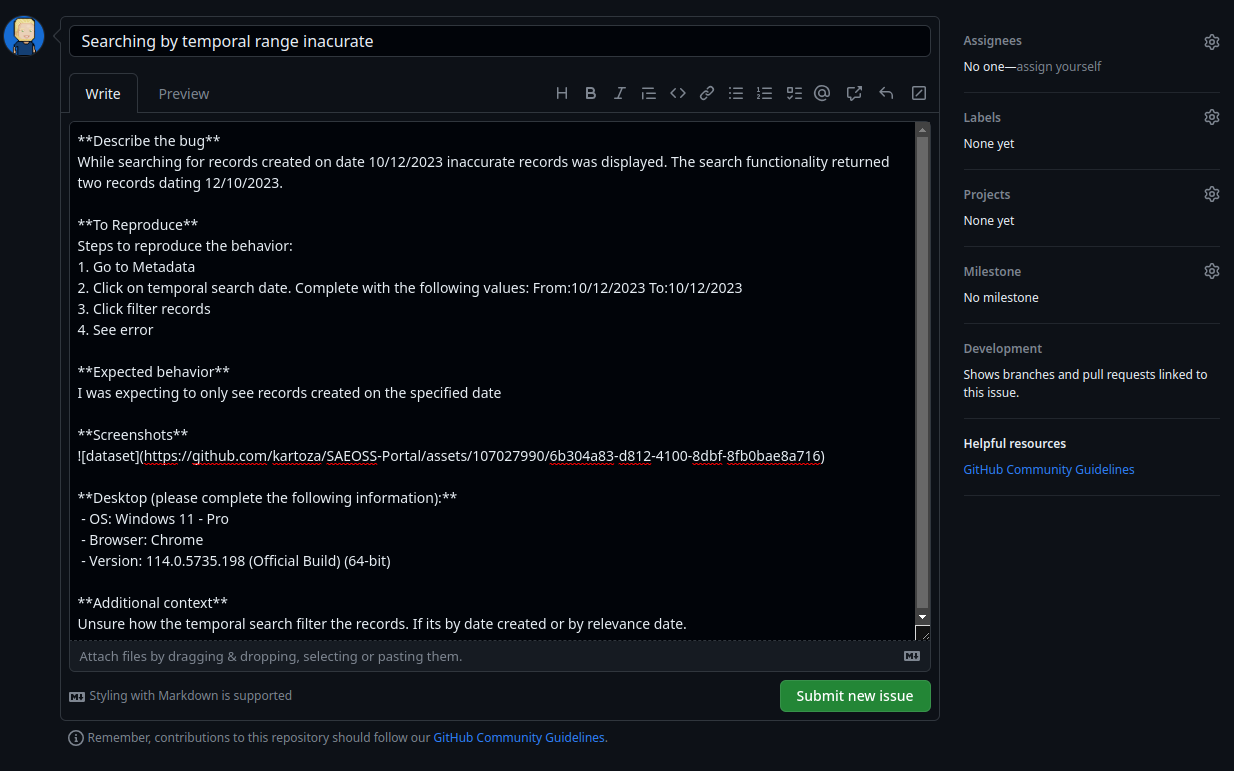 Searching by temporal range inacurate
Assignees
No one—assign yourself
Write
Preview
**Describe the bug**
While searching for records created on date 10/12/2023 inaccurate records was displayed. The search functionality returned
two records dating 12/10/2023.
**To Reproduce**
Steps to reproduce the behavior:
1. Go to Metadata
2. Click on temporal search date. Complete with the following values: From:10/12/2023 To:10/12/2023
3. Click filter records
4. See error
**Expected behavior**
I was expecting to only see records created on the specified date
**Screenshots**
![dataset](https://github.com/kartoza/SAEOSS-Portal/assets/107027990/6b304a83-d812-4100-8dbf-8fb0bae8a716)
**Desktop (please complete the following information):**
- OS: Windows 11 - Pro
- Browser: Chrome
- Version: 114.0.5735.198 (Official Build) (64-bit)
**Additional context**
Unsure how the temporal search filter the records. If its by date created or by relevance date.
Attach files by dragging & dropping, selecting or pasting them.
Styling with Markdown is supported
Submit new issue
Remember, contributions to this repository should follow our GitHub Community Guidelines.
Labels
None yet
Projects
None yet
Milestone
No milestone
Development
Shows branches and pull requests linked to
this issue.
Helpful resources
GitHub Community Guidelines